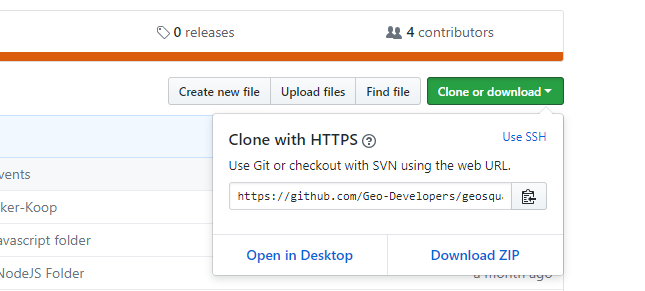 0 releases
4 contributors
Create new file
Upload files
Find file
Clone or download
Clone with HTTPS
Use SSH
Use Git or checkout with SVN using the web URL.
https://github.com/Geo-Developers/geosqu
Open in Desktop
Download ZIP
vents
ker-Koop
avascript folder
NodeJS Folder
a month ago